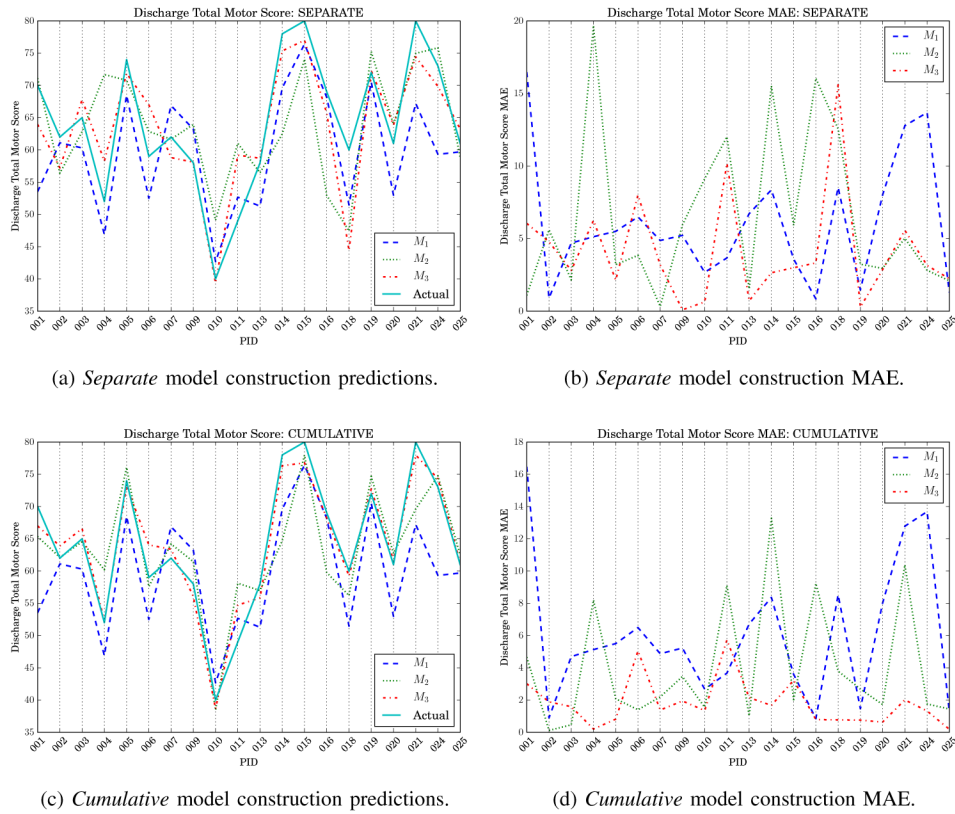 Discharge Total Motor Score: SEPARATE
Discharge Total Motor Score
80
75
70
65
60
55
50
45
40
35
M1
M2
M3
Actual
001 002 003 004 005 006 007 009 010 011 013 014 015 016 018 019 020 021 024 025
PID
(a) Separate model construction predictions.
Discharge Total Motor Score MAE: SEPARATE
Discharge Total Motor Score MAE
20
15
10
5
0
M1
M2
M3
001 002 003 004 005 006 007 009 010 011 013 014 015 016 018 019 020 021 024 025
PID
(b) Separate model construction MAE.
Discharge Total Motor Score: CUMULATIVE
Discharge Total Motor Score
80
75
70
65
60
55
50
45
40
35
M1
M2
M3
Actual
001 002 003 004 005 006 007 009 010 011 013 014 015 016 018 019 020 021 024 025
PID
(c) Cumulative model construction predictions.
Discharge Total Motor Score MAE: CUMULATIVE
Discharge Total Motor Score MAE
18
16
14
12
10
8
6
4
2
0
M1
M2
M3
001 002 003 004 005 006 007 009 010 011 013 014 015 016 018 019 020 021 024 025
PID
(d) Cumulative model construction MAE.